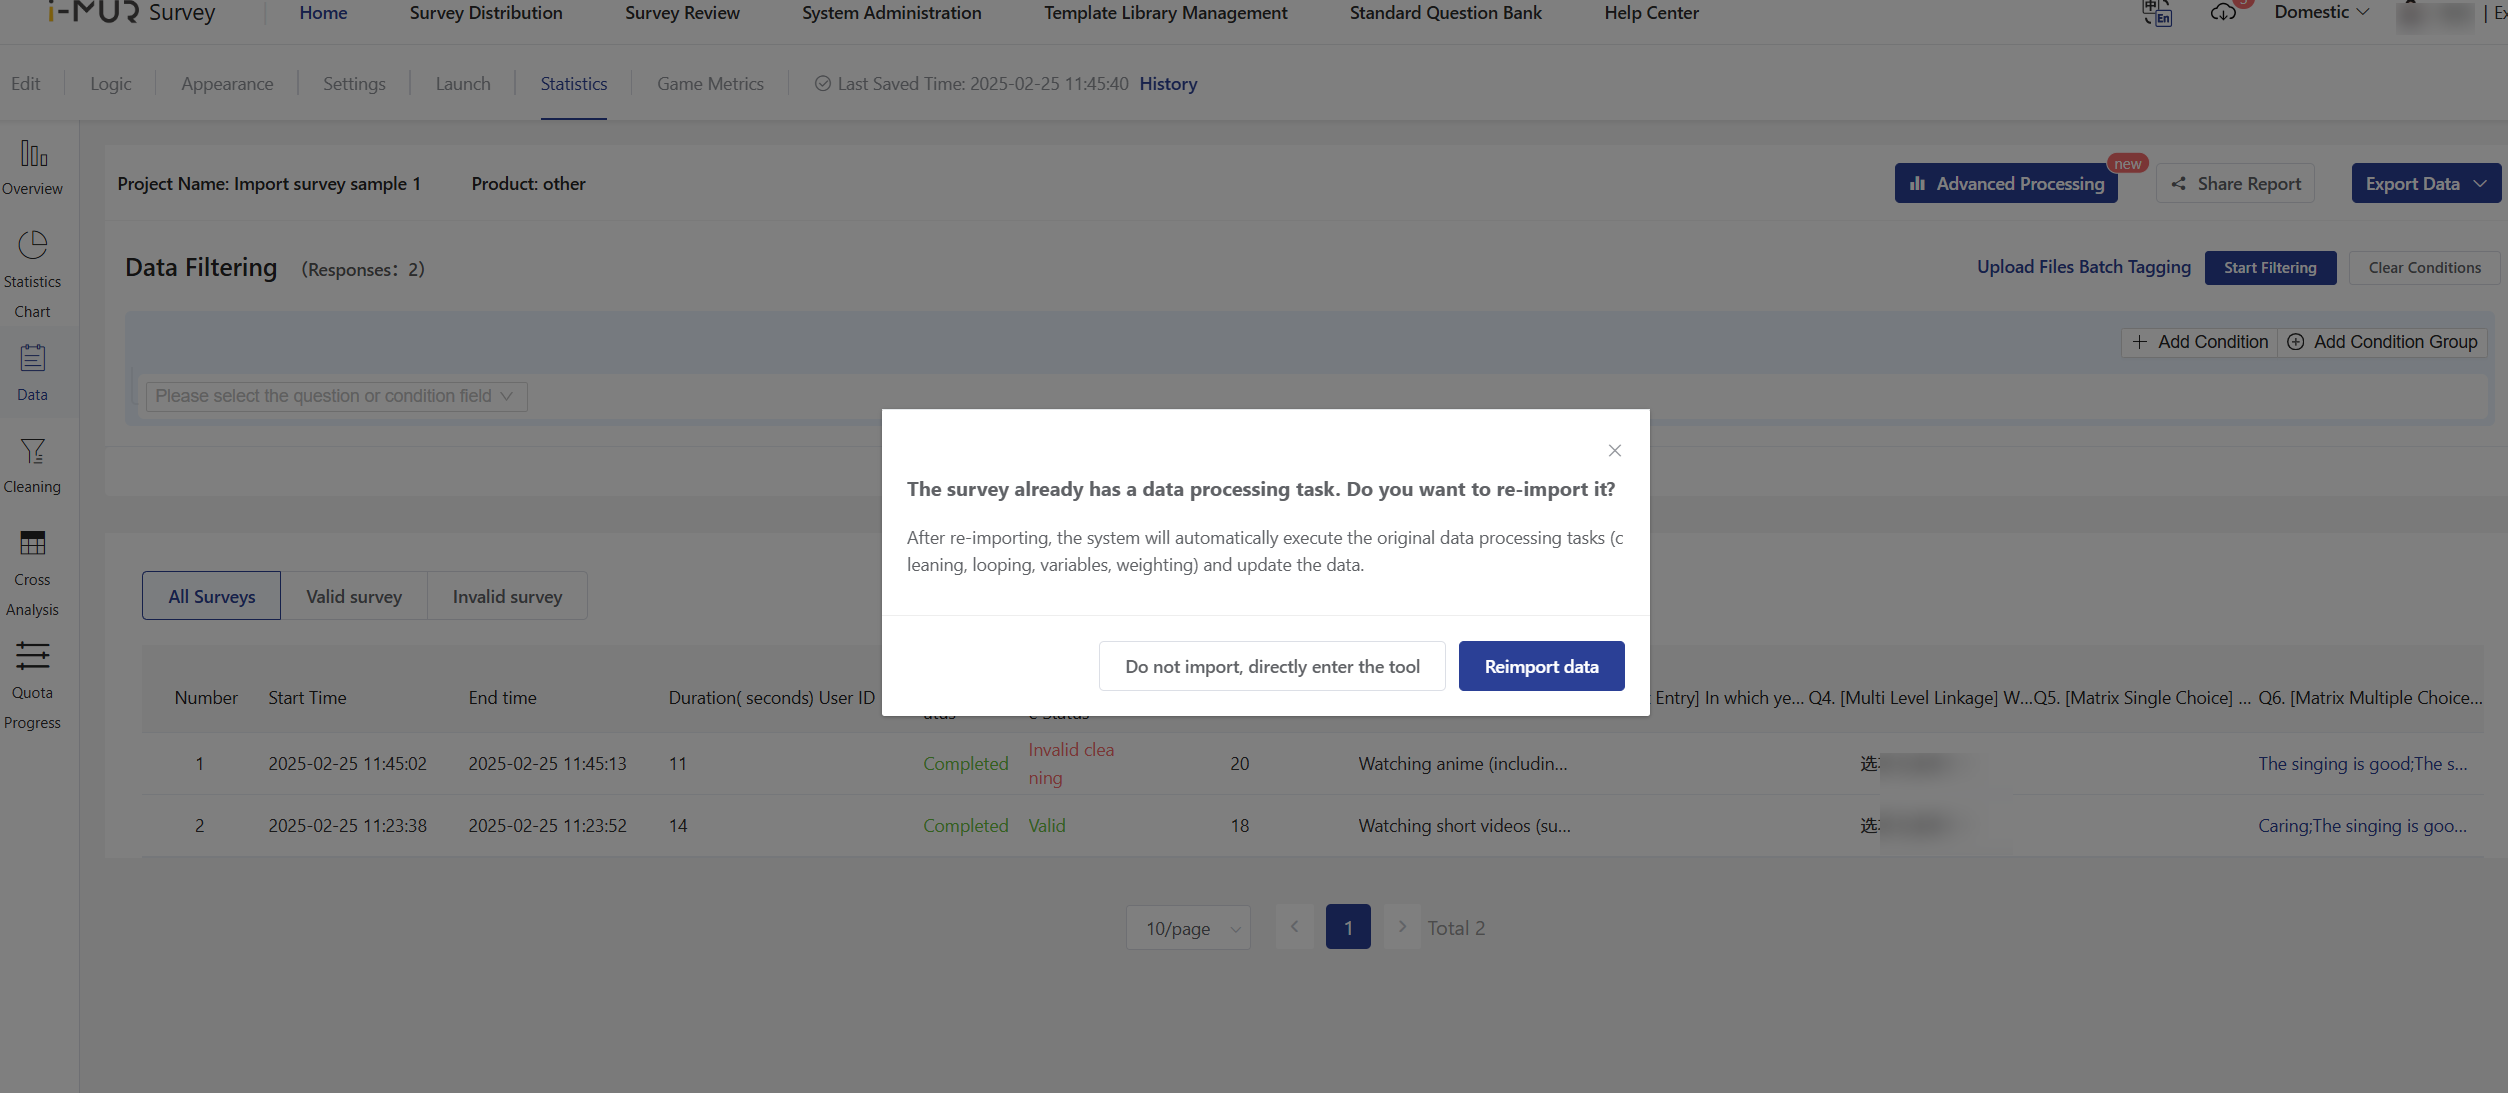 i-MUR Survey
Home
Survey Distribution
Survey Review
System Administration
Template Library Management
Standard Question Bank
Help Center
中
En
Domestic
Edit
Logic
Appearance
Settings
Launch
Statistics
Game Metrics
Last Saved Time: 2025-02-25 11:45:40 History
Overview
Statistics
Chart
Data
Cleaning
Cross
Analysis
Quota
Progress
Project Name: Import survey sample 1
Product: other
Advanced Processing
new
Share Report
Export Data
Data Filtering
(Responses: 2)
Upload Files Batch Tagging
Start Filtering
Clear Conditions
Add Condition
Add Condition Group
Please select the question or condition field
The survey already has a data processing task. Do you want to re-import it?
After re-importing, the system will automatically execute the original data processing tasks (c
leaning, looping, variables, weighting) and update the data.
Do not import, directly enter the tool
Reimport data
All Surveys
Valid survey
Invalid survey
Number
Start Time
End time
Duration( seconds)
User ID
Entry] In which ye...
Q4. [Multi Level Linkage] W...
Q5. [Matrix Single Choice] ...
Q6. [Matrix Multiple Choice...
1
2025-02-25 11:45:02
2025-02-25 11:45:13
11
Completed
Invalid clea
ning
20
Watching anime (includin...
The singing is good;The s...
2
2025-02-25 11:23:38
2025-02-25 11:23:52
14
Completed
Valid
18
Watching short videos (su...
Caring;The singing is goo...
10/page
1
Total 2